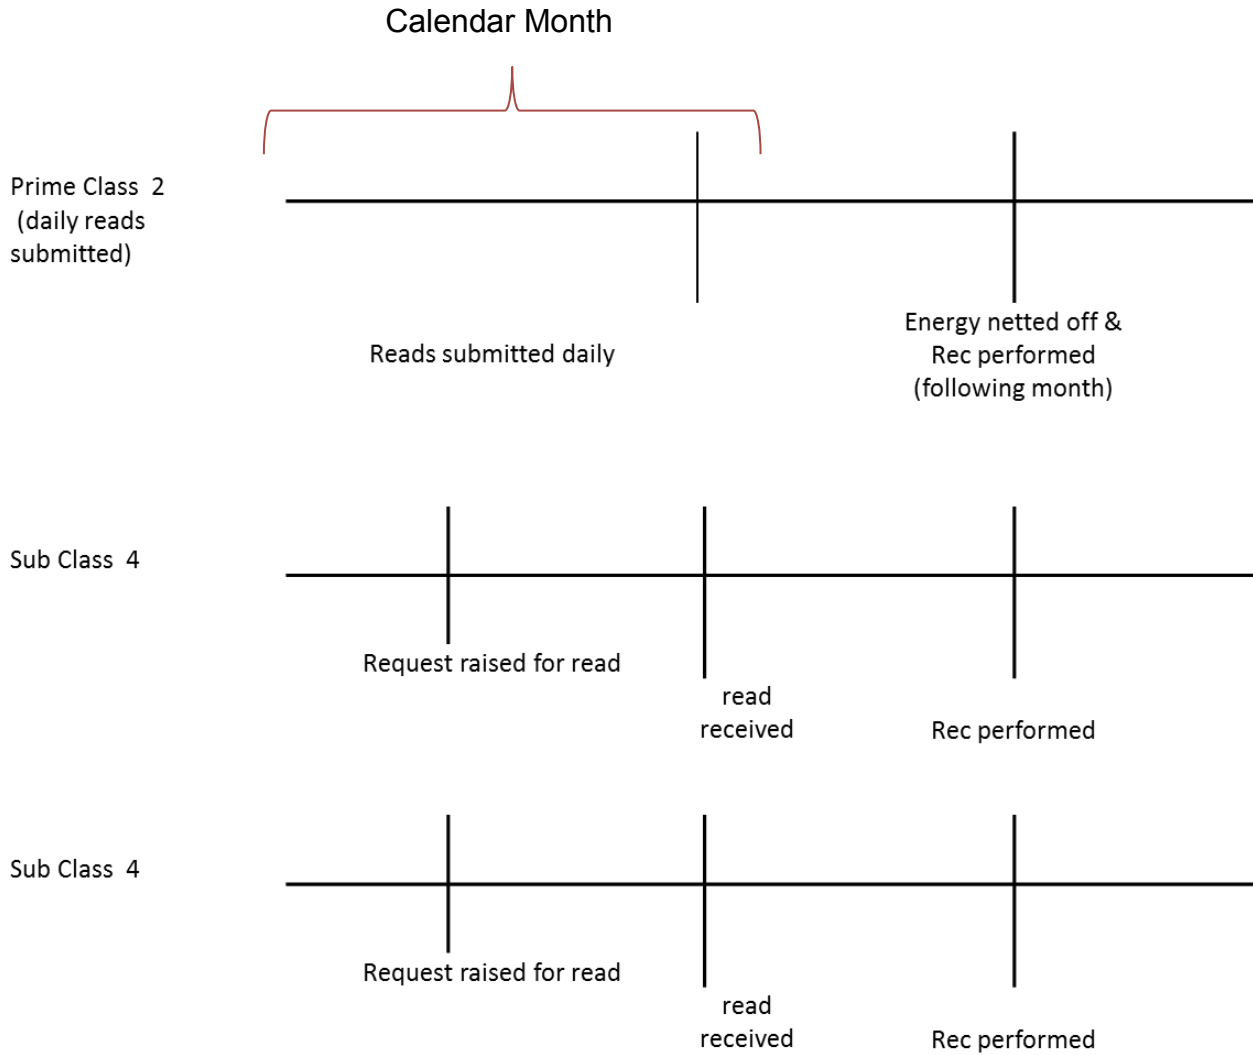 Calendar Month
Prime Class  2
(daily reads
submitted)
Reads submitted daily
Energy netted off &
Rec performed
(following month)
Sub Class  4
Request raised for read
read
received
Rec performed
Sub Class  4
Request raised for read
read
received
Rec performed